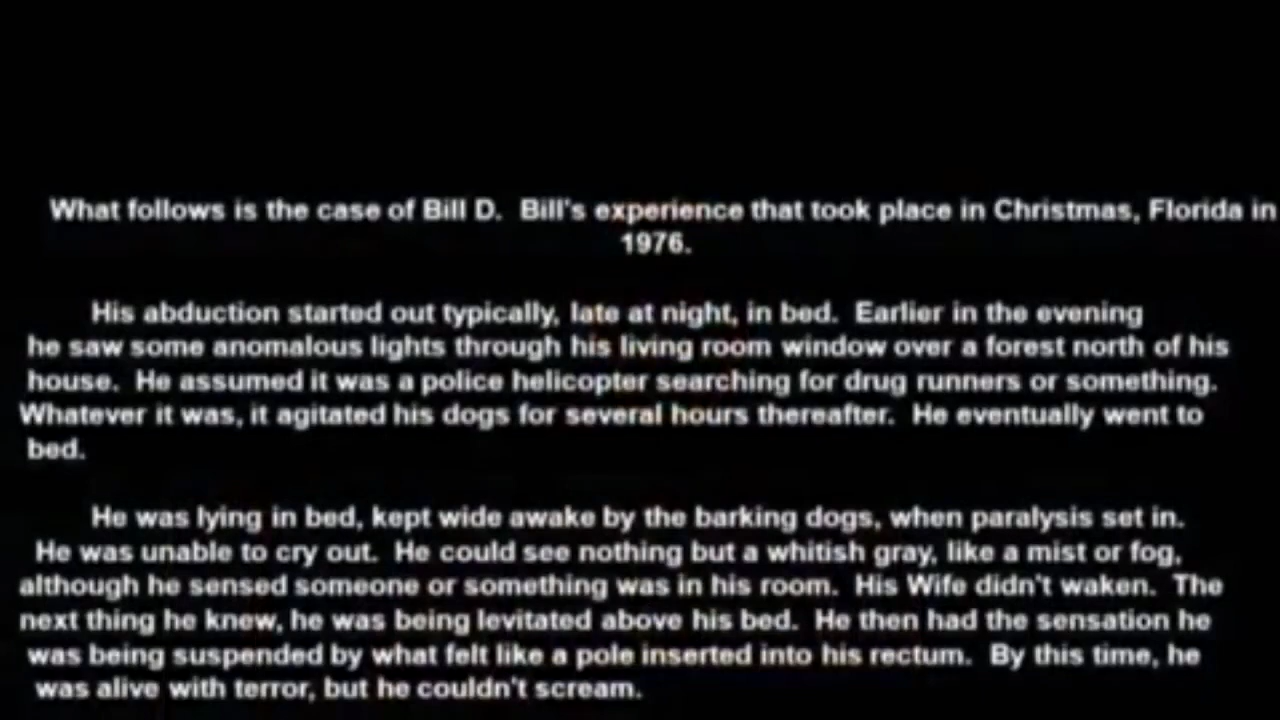 What follows is the case of Bill D.  Bill's experience that took place in Christmas, Florida in
1976.
His abduction started out typically, late at night, in bed.  Earlier in the evening
he saw some anomalous lights through his living room window over a forest north of his
house.  He assumed it was a police helicopter searching for drug runners or something.
Whatever it was, it agitated his dogs for several hours thereafter.  He eventually went to
bed.
He was lying in bed, kept wide awake by the barking dogs, when paralysis set in.
He was unable to cry out.  He could see nothing but a whitish gray, like a mist or fog,
although he sensed someone or something was in his room.  His Wife didn't waken.  The
next thing he knew, he was being levitated above his bed.  He then had the sensation he
was being suspended by what felt like a pole inserted into his rectum.  By this time, he
was alive with terror, but he couldn't scream.